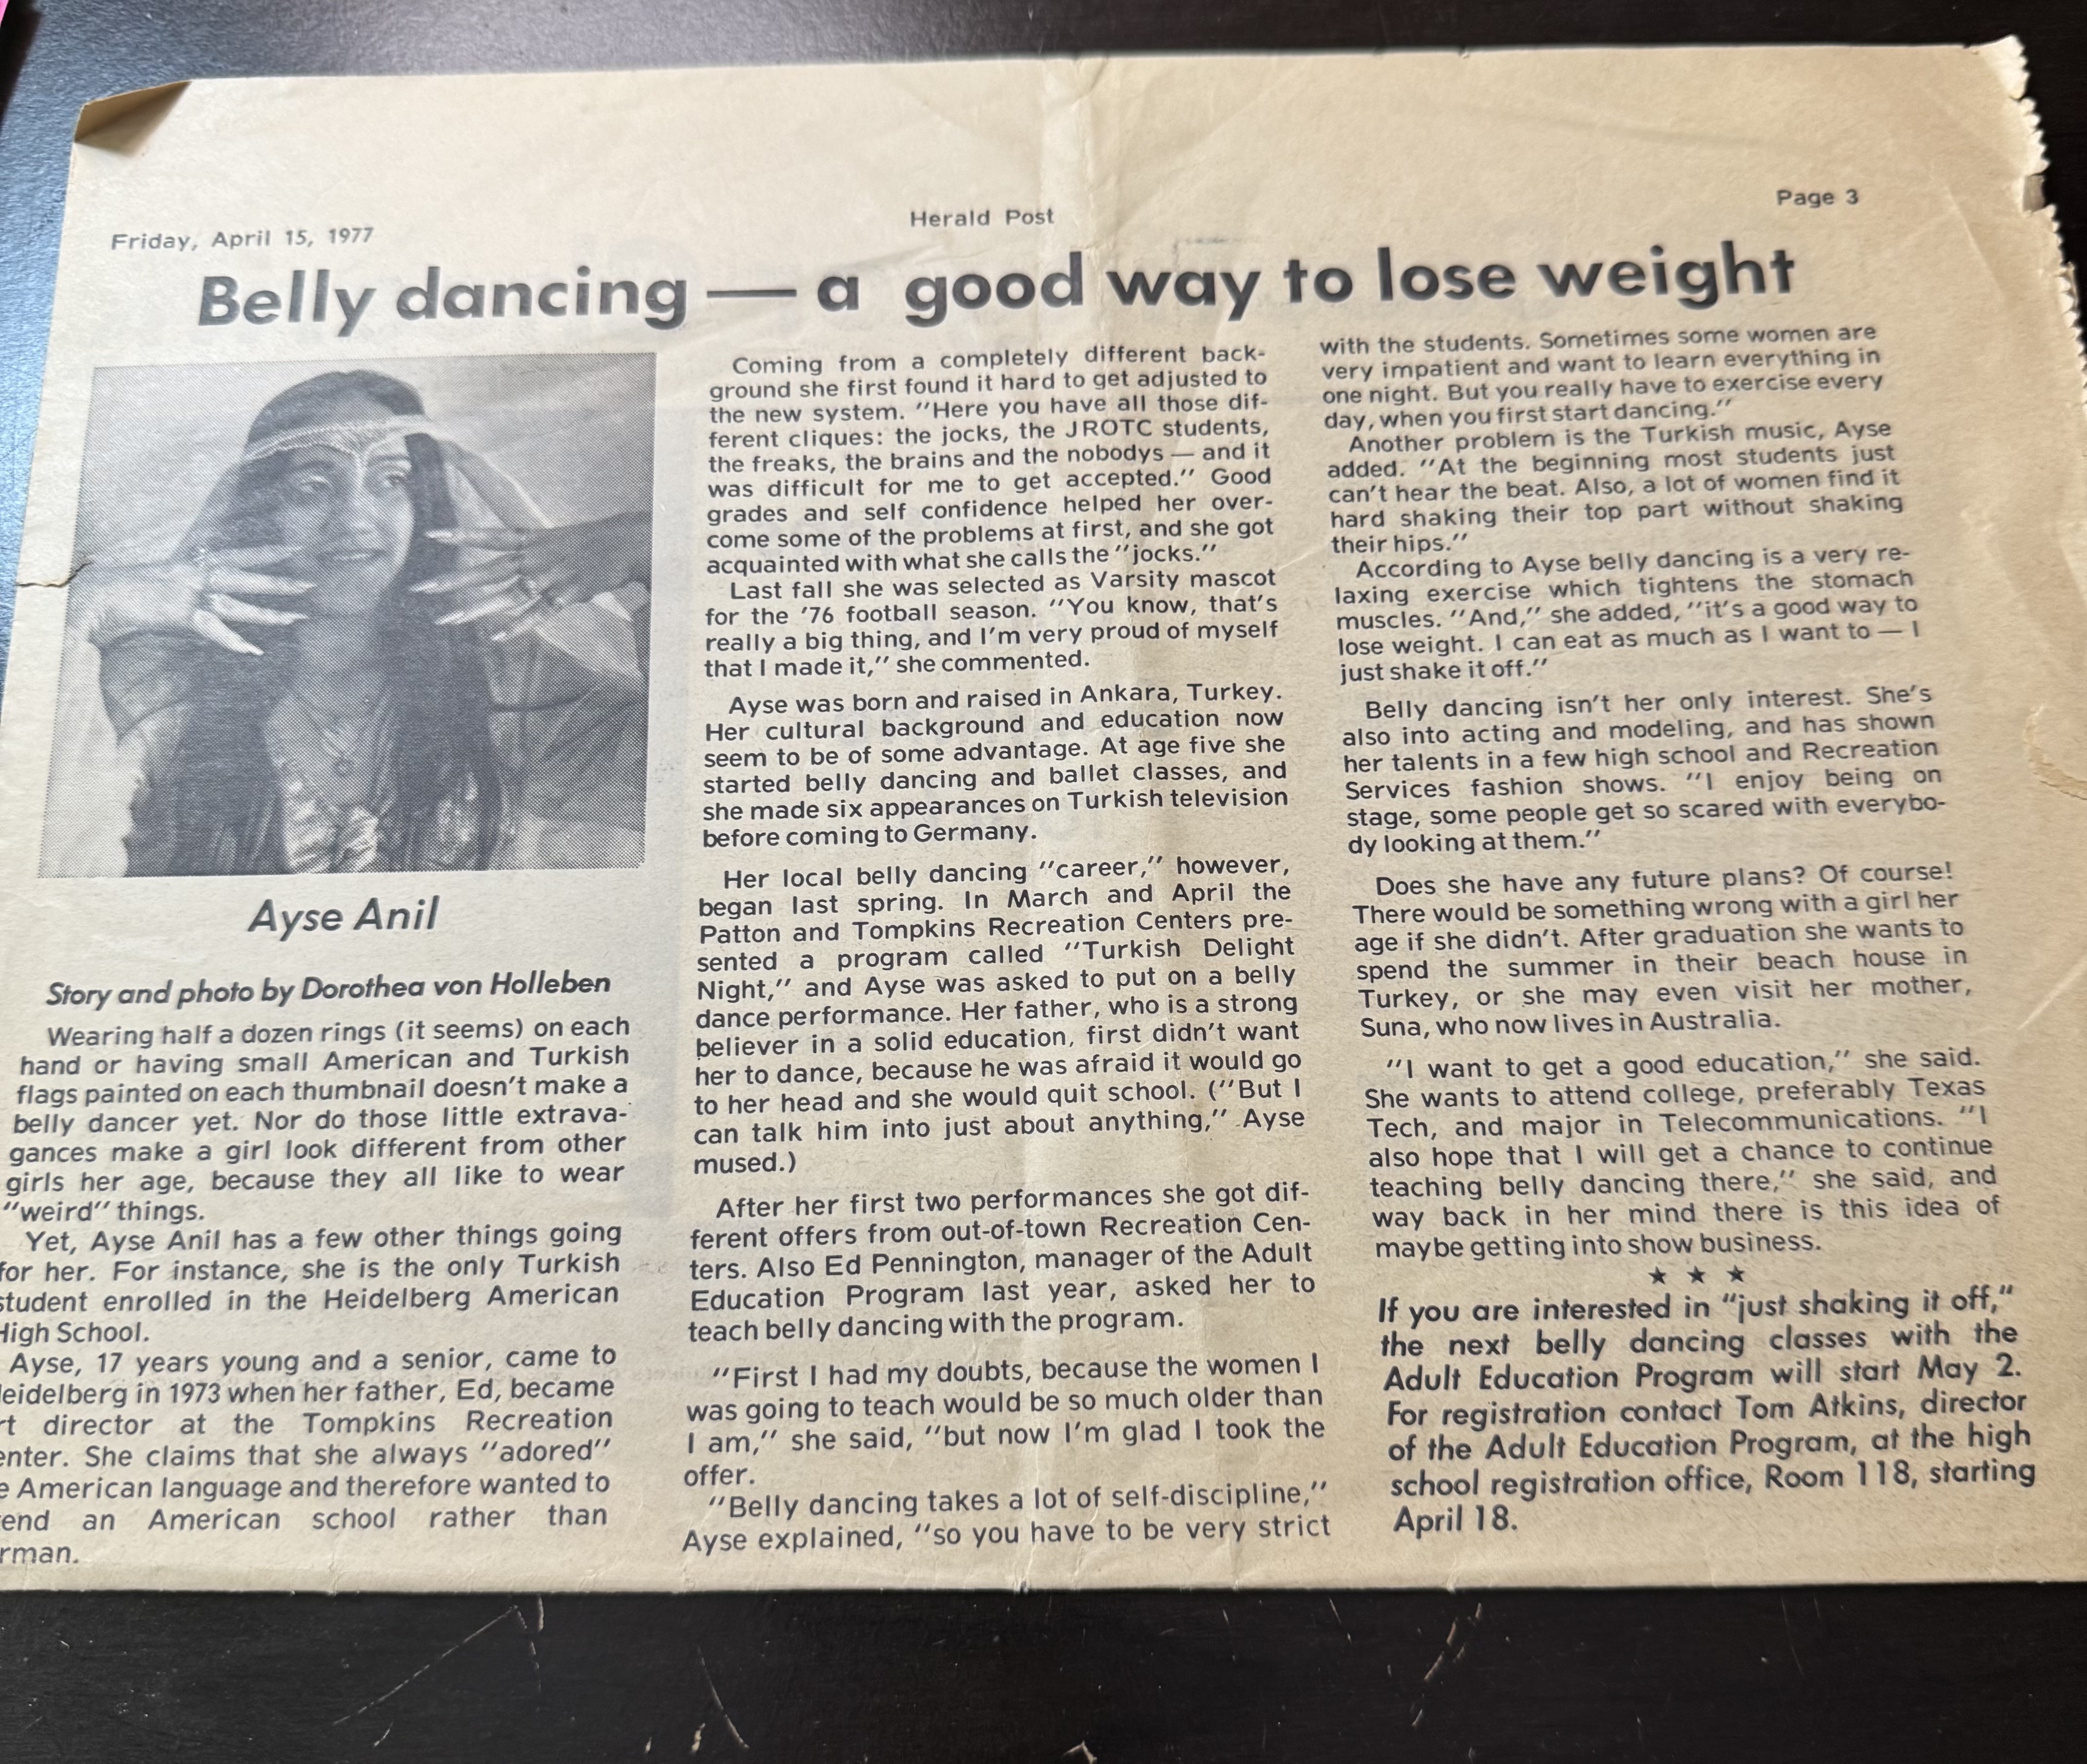 Friday, April 15, 1977
Herald Post
Page 3
Belly dancing — a good way to lose weight
Ayse Anil
Story and photo by Dorothea von Holleben
Wearing half a dozen rings (it seems) on each
hand or having small American and Turkish
flags painted on each thumbnail doesn't make a
belly dancer yet. Nor do those little extrava-
gances make a girl look different from other
girls her age, because they all like to wear
"weird" things.
Yet, Ayse Anil has a few other things going
for her. For instance, she is the only Turkish
student enrolled in the Heidelberg American
High School.
Ayse, 17 years young and a senior, came to
Heidelberg in 1973 when her father, Ed, became
rt director at the Tompkins Recreation
enter. She claims that she always "adored"
e American language and therefore wanted to
end an American school rather than
rman.
Coming from a completely different back-
ground she first found it hard to get adjusted to
the new system. "Here you have all those dif-
ferent cliques: the jocks, the JROTC students,
the freaks, the brains and the nobodys — and it
was difficult for me to get accepted." Good
grades and self confidence helped her over-
come some of the problems at first, and she got
acquainted with what she calls the "jocks."
Last fall she was selected as Varsity mascot
for the '76 football season. "You know, that's
really a big thing, and I'm very proud of myself
that I made it," she commented.
Ayse was born and raised in Ankara, Turkey.
Her cultural background and education now
seem to be of some advantage. At age five she
started belly dancing and ballet classes, and
she made six appearances on Turkish television
before coming to Germany.
Her local belly dancing "career," however,
began last spring. In March and April the
Patton and Tompkins Recreation Centers pre-
sented a program called "Turkish Delight
Night," and Ayse was asked to put on a belly
dance performance. Her father, who is a strong
believer in a solid education, first didn't want
her to dance, because he was afraid it would go
to her head and she would quit school. ("But I
can talk him into just about anything," Ayse
mused.)
After her first two performances she got dif-
ferent offers from out-of-town Recreation Cen-
ters. Also Ed Pennington, manager of the Adult
Education Program last year, asked her to
teach belly dancing with the program.
"First I had my doubts, because the women I
was going to teach would be so much older than
I am," she said, "but now I'm glad I took the
offer.
"Belly dancing takes a lot of self-discipline,"
Ayse explained, "so you have to be very strict
with the students. Sometimes some women are
very impatient and want to learn everything in
one night. But you really have to exercise every
day, when you first start dancing."
Another problem is the Turkish music, Ayse
added. "At the beginning most students just
can't hear the beat. Also, a lot of women find it
hard shaking their top part without shaking
their hips."
According to Ayse belly dancing is a very re-
laxing exercise which tightens the stomach
muscles. "And," she added, "it's a good way to
lose weight. I can eat as much as I want to — I
just shake it off."
Belly dancing isn't her only interest. She's
also into acting and modeling, and has shown
her talents in a few high school and Recreation
Services fashion shows. "I enjoy being on
stage, some people get so scared with everybo-
dy looking at them."
Does she have any future plans? Of course!
There would be something wrong with a girl her
age if she didn't. After graduation she wants to
spend the summer in their beach house in
Turkey, or she may even visit her mother,
Suna, who now lives in Australia.
"I want to get a good education," she said.
She wants to attend college, preferably Texas
Tech, and major in Telecommunications. "I
also hope that I will get a chance to continue
teaching belly dancing there," she said, and
way back in her mind there is this idea of
maybe getting into show business.
★ ★ ★
If you are interested in "just shaking it off,"
the next belly dancing classes with the
Adult Education Program will start May 2.
For registration contact Tom Atkins, director
of the Adult Education Program, at the high
school registration office, Room 118, starting
April 18.